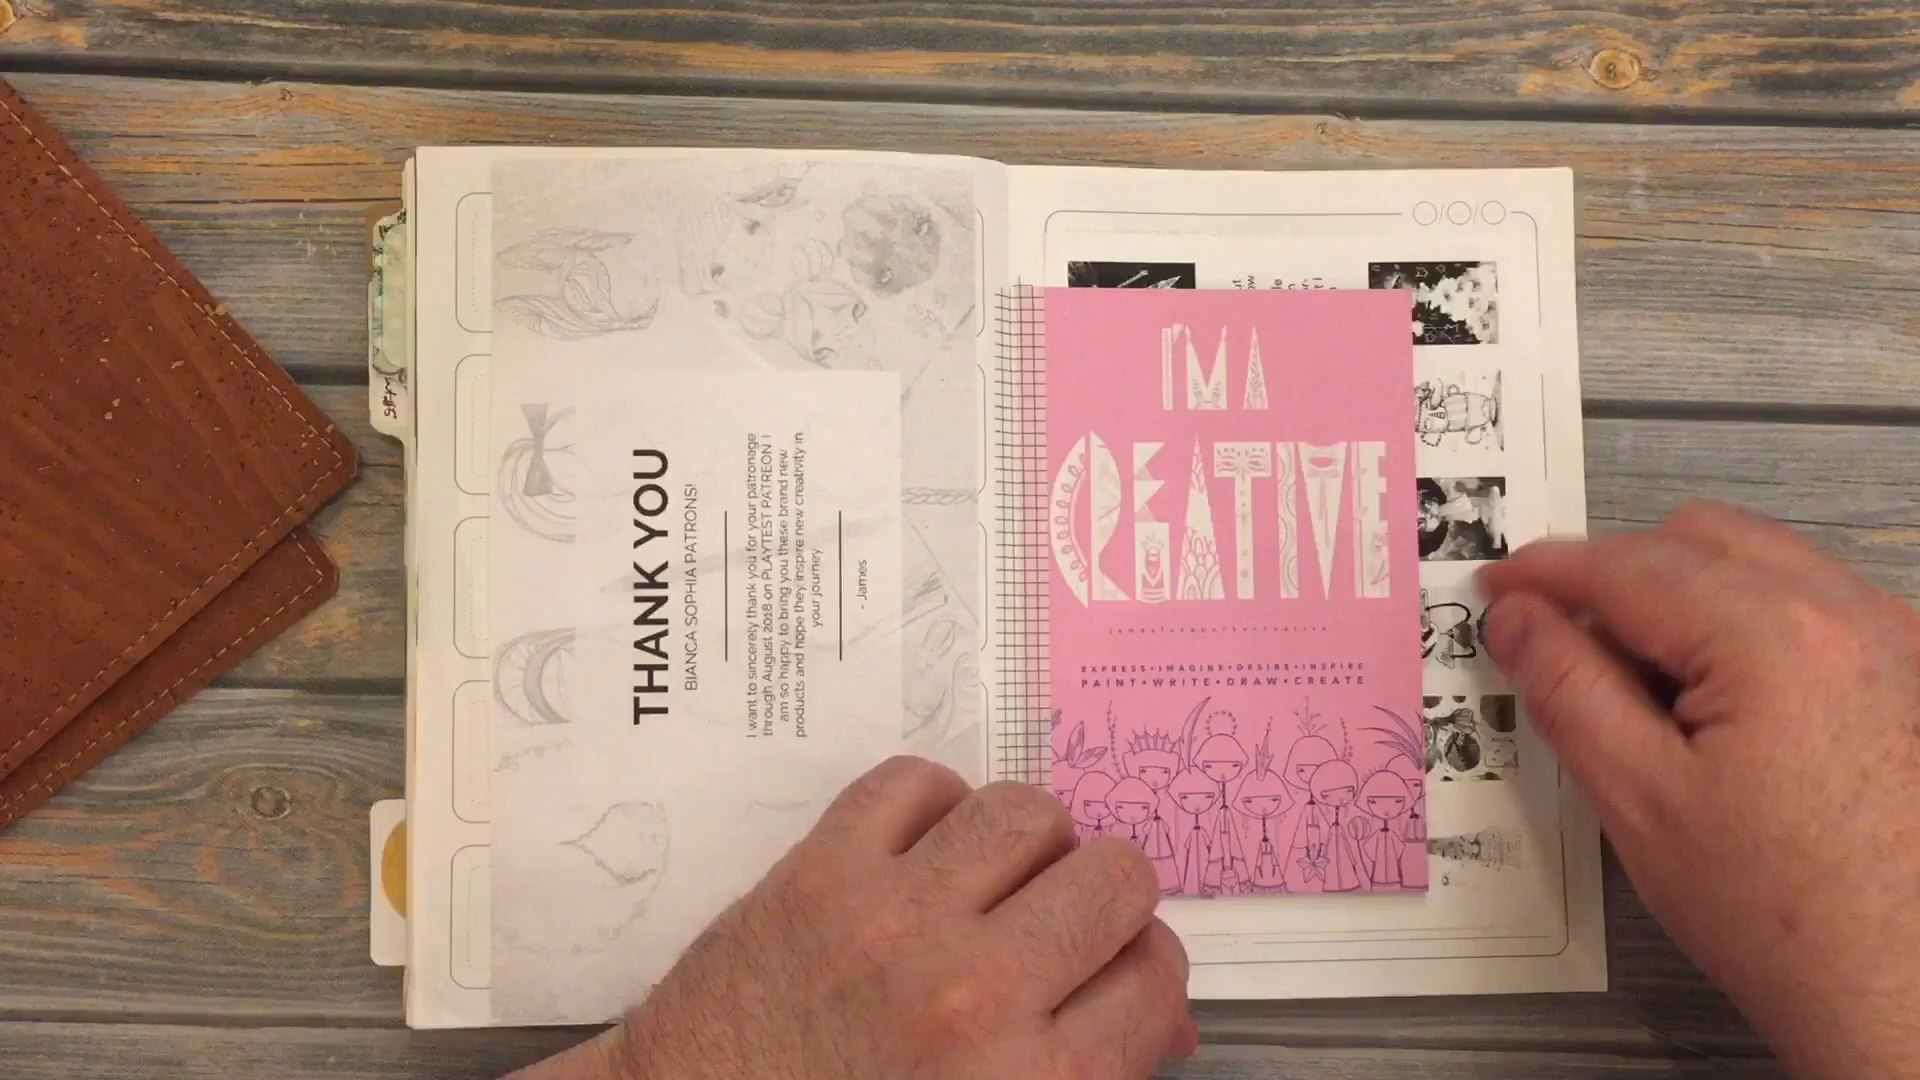 THANK YOU
BIANCA SOPHIA PATRONS!
I want to sincerely thank you for your patronage
through August 2018 on PLAYTEST PATREON I
am so happy to bring you these brand new
products and hope they inspire new creativity in
your journey
- James
I'M A
CREATIVE
EXPRESS • IMAGINE • DESIRE • INSPIRE
PAINT • WRITE • DRAW • CREATE